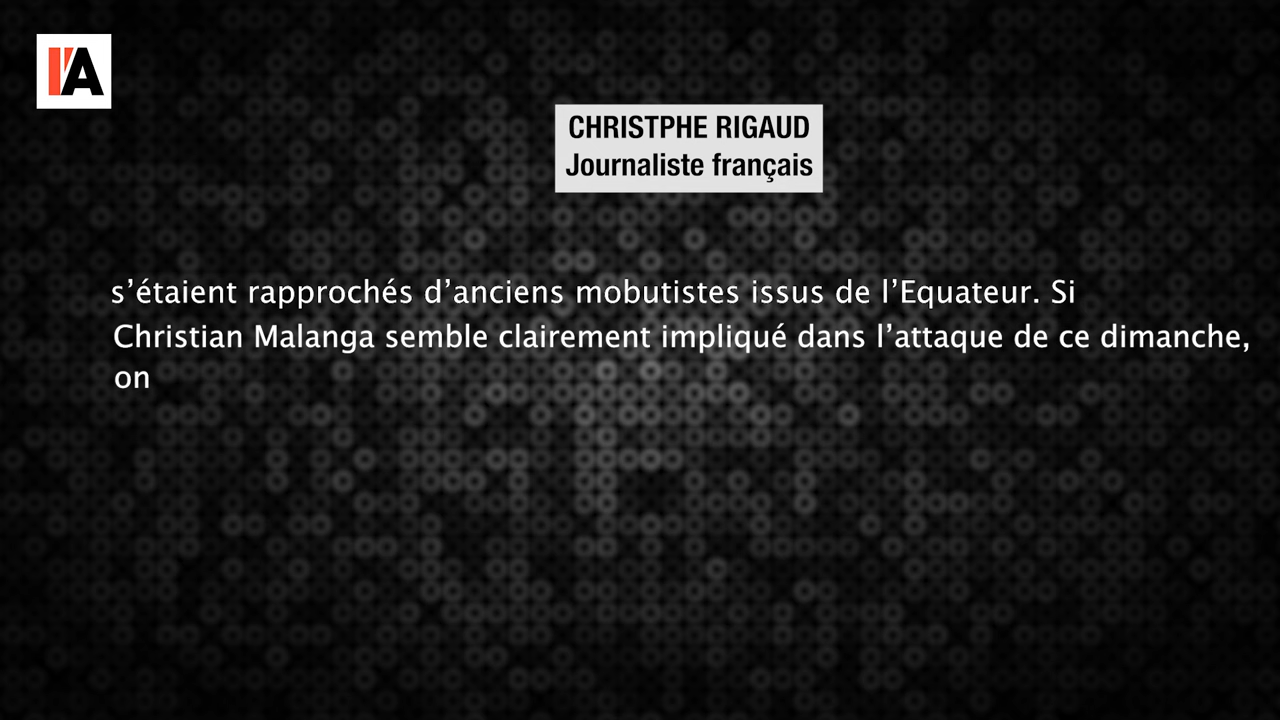 l'A
CHRISTPHE RIGAUD
Journaliste français
s’étaient rapprochés d’anciens mobutistes issus de l’Equateur. Si
Christian Malanga semble clairement impliqué dans l’attaque de ce dimanche,
on